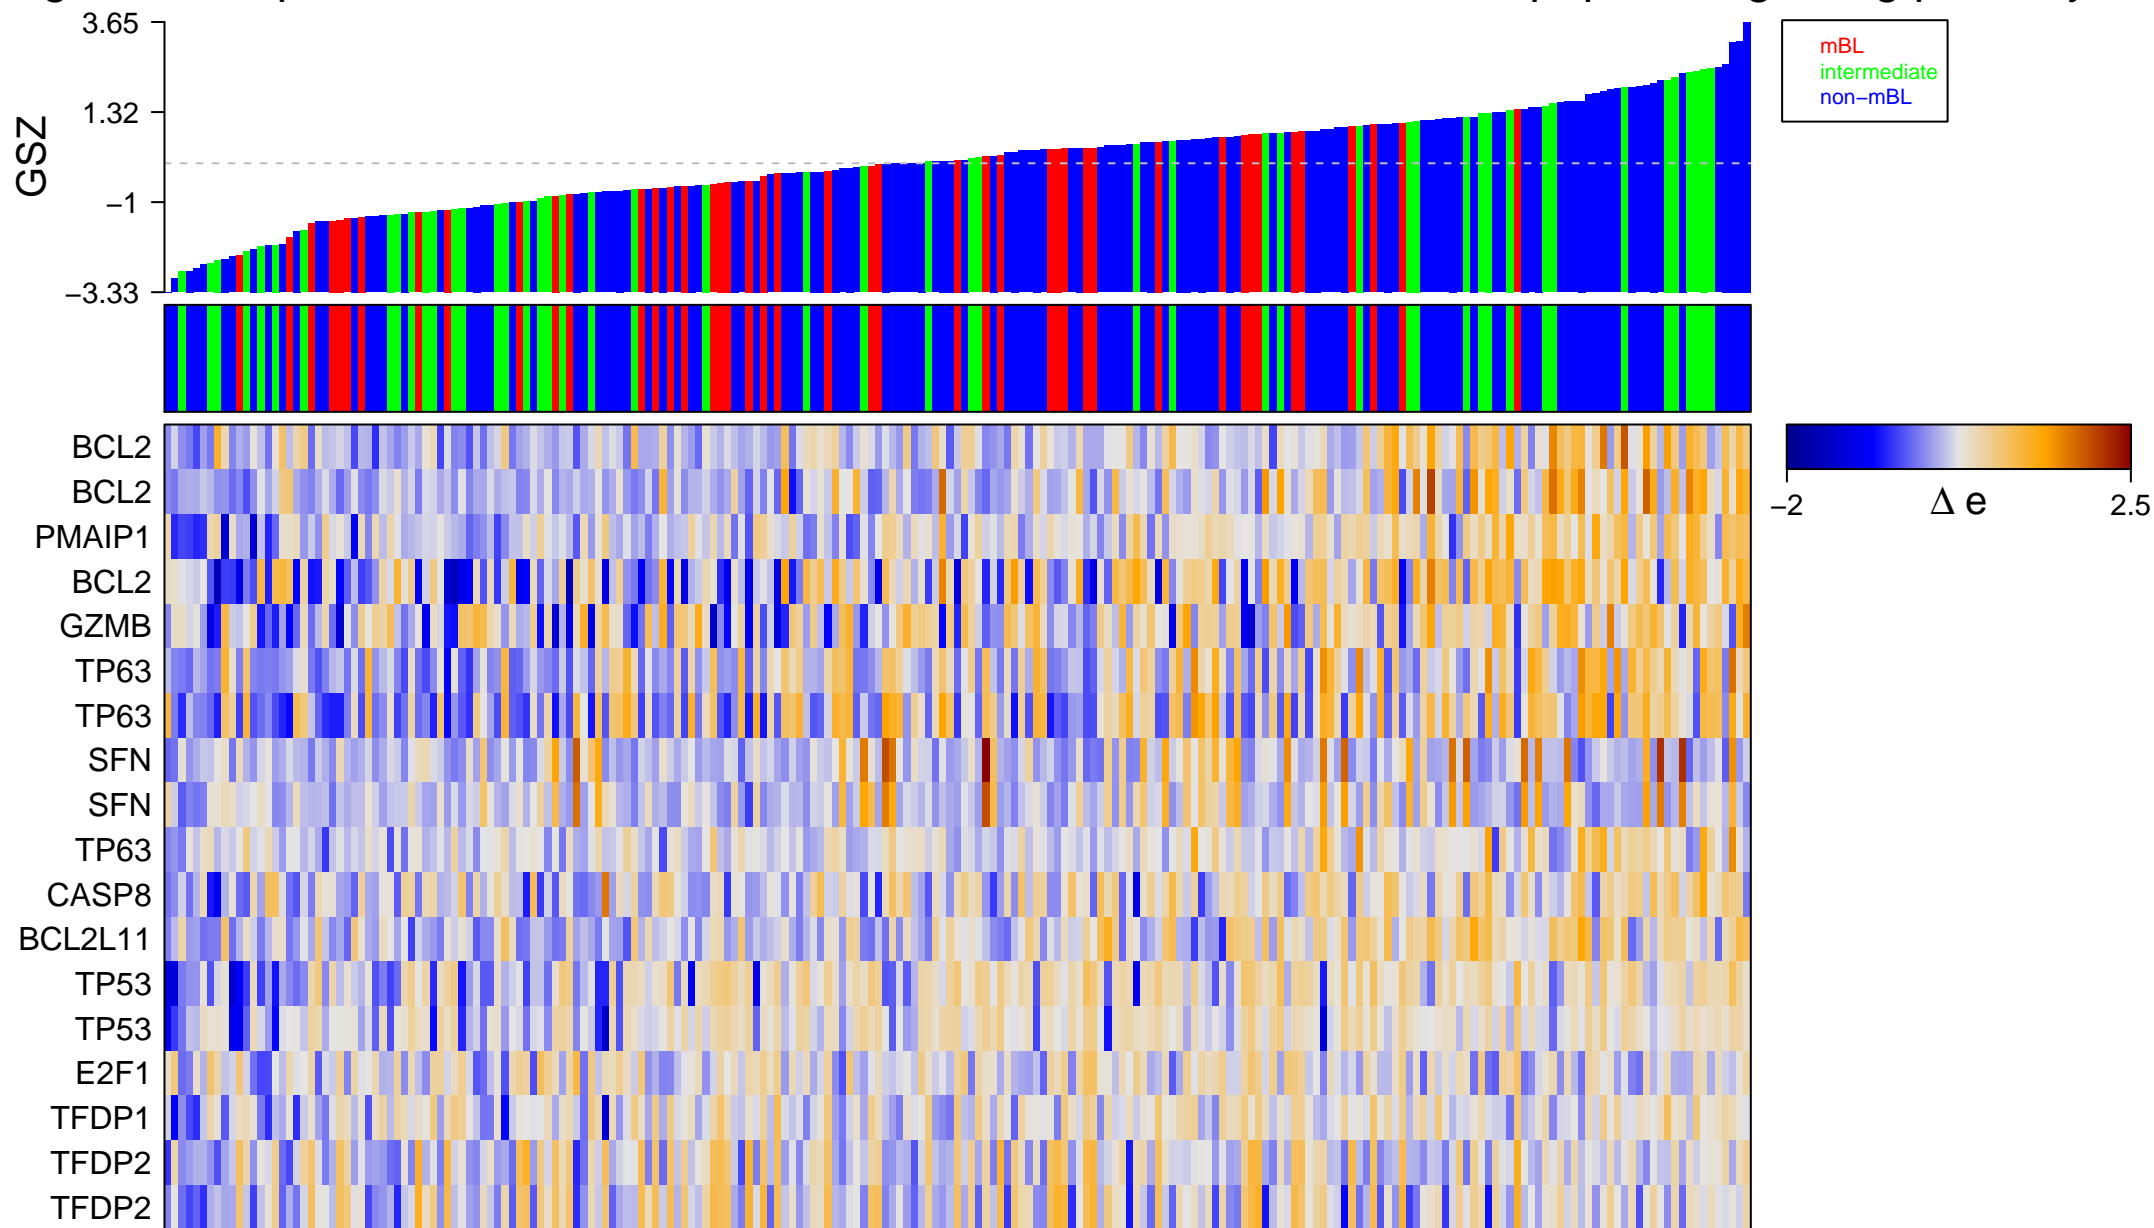 3.65
1.32
−1
−3.33
GSZ
mBL
intermediate
non−mBL
BCL2
BCL2
PMAIP1
BCL2
GZMB
TP63
TP63
SFN
SFN
TP63
CASP8
BCL2L11
TP53
TP53
E2F1
TFDP1
TFDP2
TFDP2
−2
Δ e
2.5